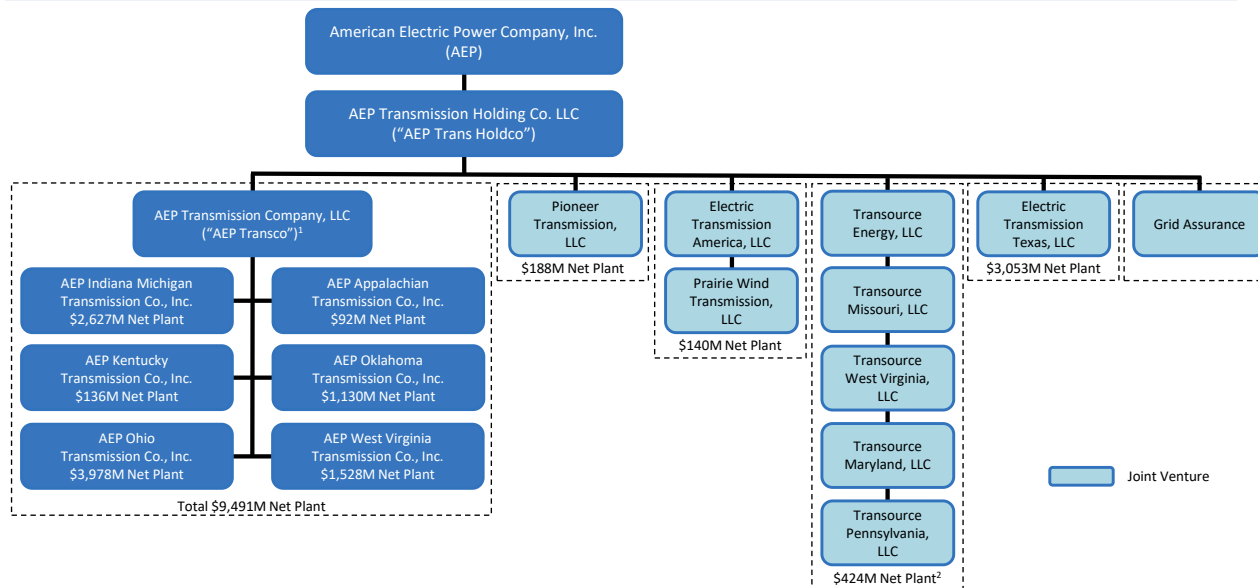 American Electric Power Company, Inc.
(AEP)
AEP Transmission Holding Co. LLC
(“AEP Trans Holdco”)
AEP Transmission Company, LLC
(“AEP Transco”)¹
AEP Indiana Michigan
Transmission Co., Inc.
$2,627M Net Plant
AEP Appalachian
Transmission Co., Inc.
$92M Net Plant
AEP Kentucky
Transmission Co., Inc.
$136M Net Plant
AEP Oklahoma
Transmission Co., Inc.
$1,130M Net Plant
AEP Ohio
Transmission Co., Inc.
$3,978M Net Plant
AEP West Virginia
Transmission Co., Inc.
$1,528M Net Plant
Total $9,491M Net Plant
Pioneer
Transmission,
LLC
$188M Net Plant
Electric
Transmission
America, LLC
Prairie Wind
Transmission,
LLC
$140M Net Plant
Transource
Energy, LLC
Transource
Missouri, LLC
Transource
West Virginia,
LLC
Transource
Maryland, LLC
Transource
Pennsylvania,
LLC
$424M Net Plant²
Electric
Transmission
Texas, LLC
$3,053M Net Plant
Grid Assurance
Joint Venture